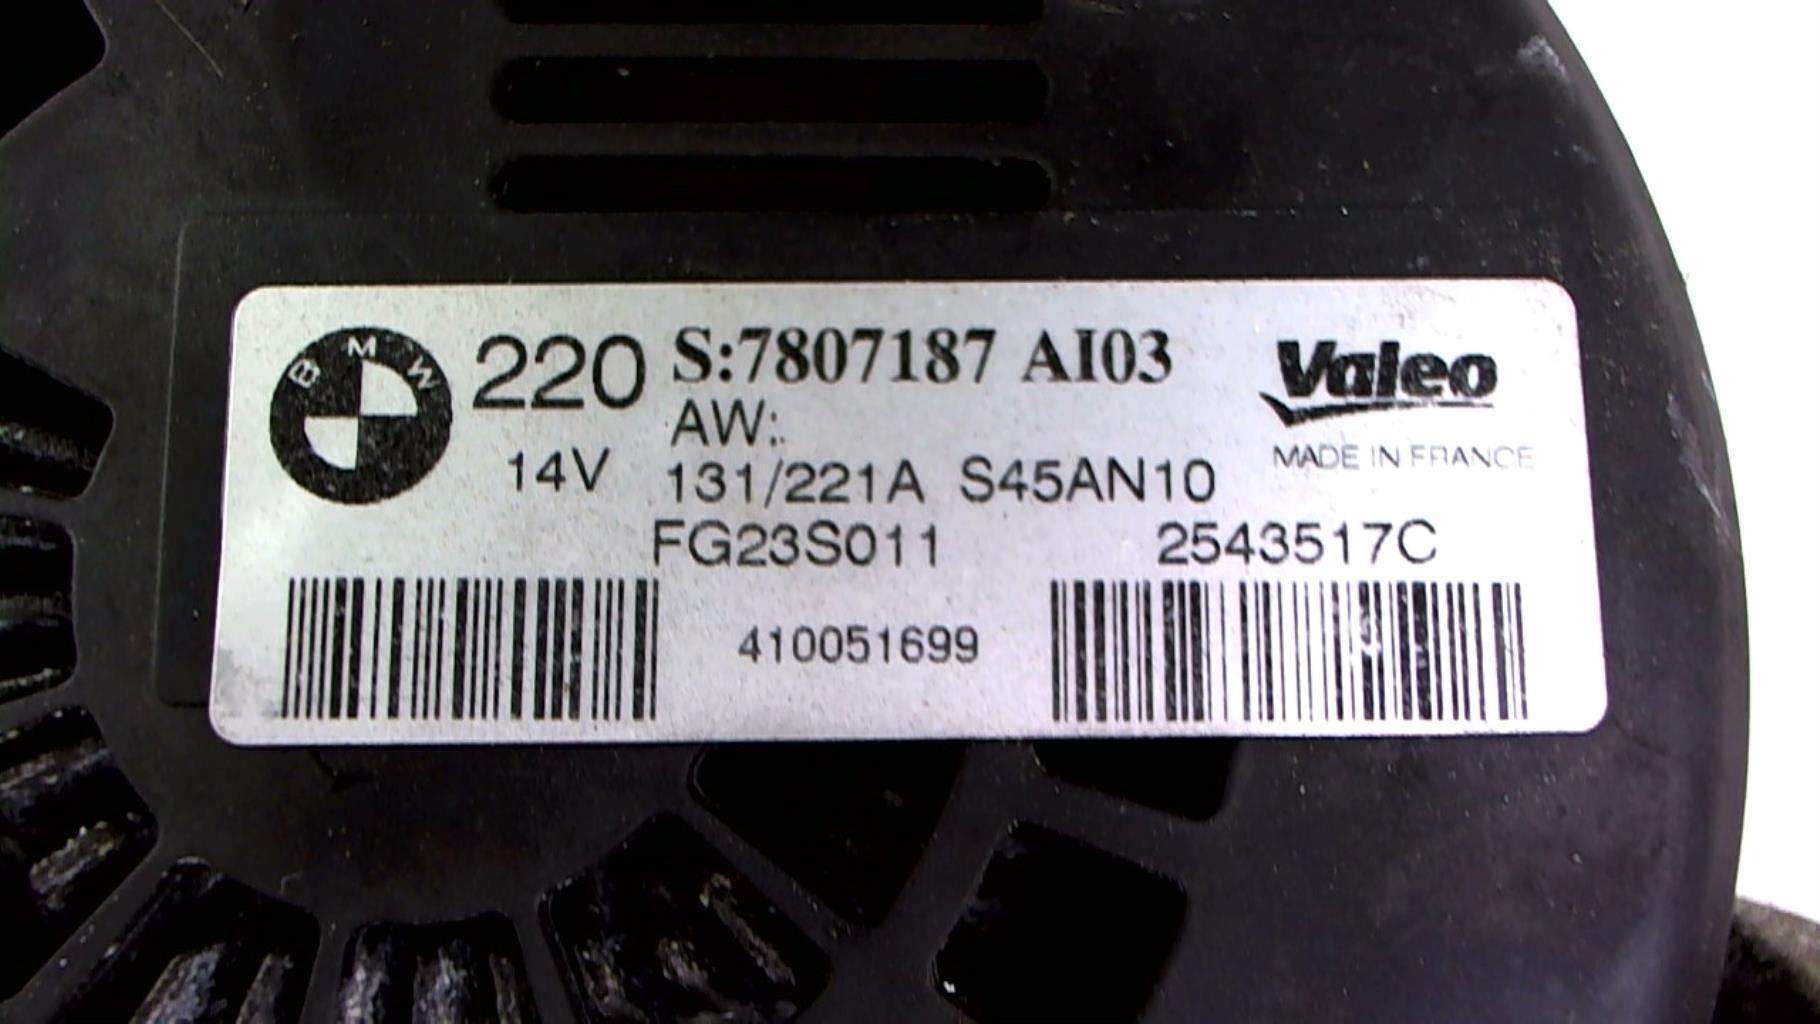 BMW
220 S:7807187 AI03
Valeo
AW:.
MADE IN FRANCE
14V 131/221A S45AN10
FG23S011 2543517C
410051699